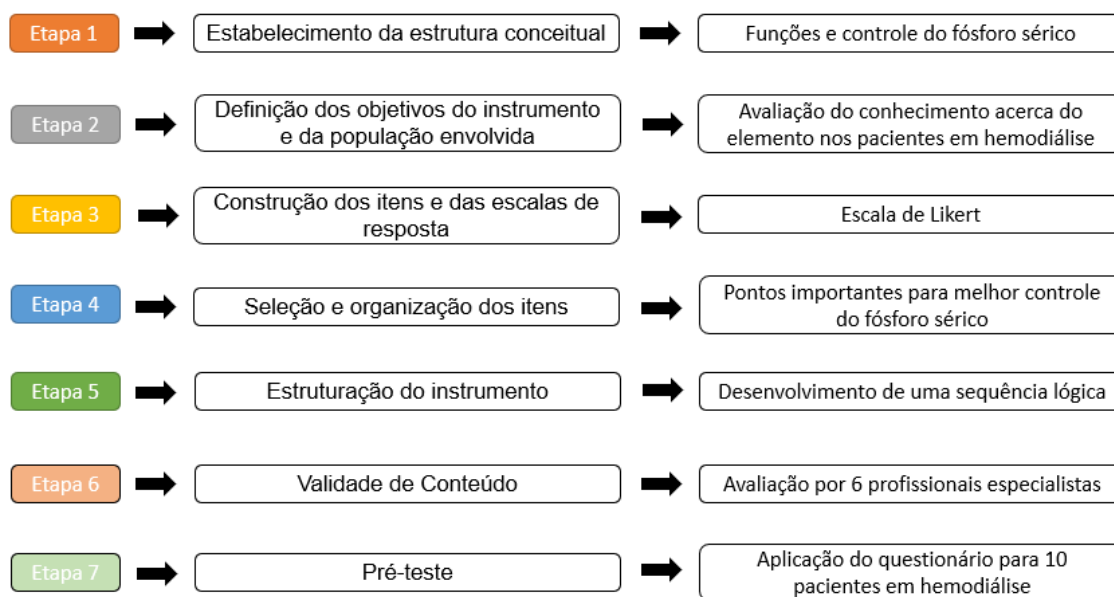 Etapa 1
Estabelecimento da estrutura conceitual
Funções e controle do fósforo sérico
Etapa 2
Definição dos objetivos do instrumento
e da população envolvida
Avaliação do conhecimento acerca do
elemento nos pacientes em hemodiálise
Etapa 3
Construção dos itens e das escalas de
resposta
Escala de Likert
Etapa 4
Seleção e organização dos itens
Pontos importantes para melhor controle
do fósforo sérico
Etapa 5
Estruturação do instrumento
Desenvolvimento de uma sequência lógica
Etapa 6
Validade de Conteúdo
Avaliação por 6 profissionais especialistas
Etapa 7
Pré-teste
Aplicação do questionário para 10
pacientes em hemodiálise